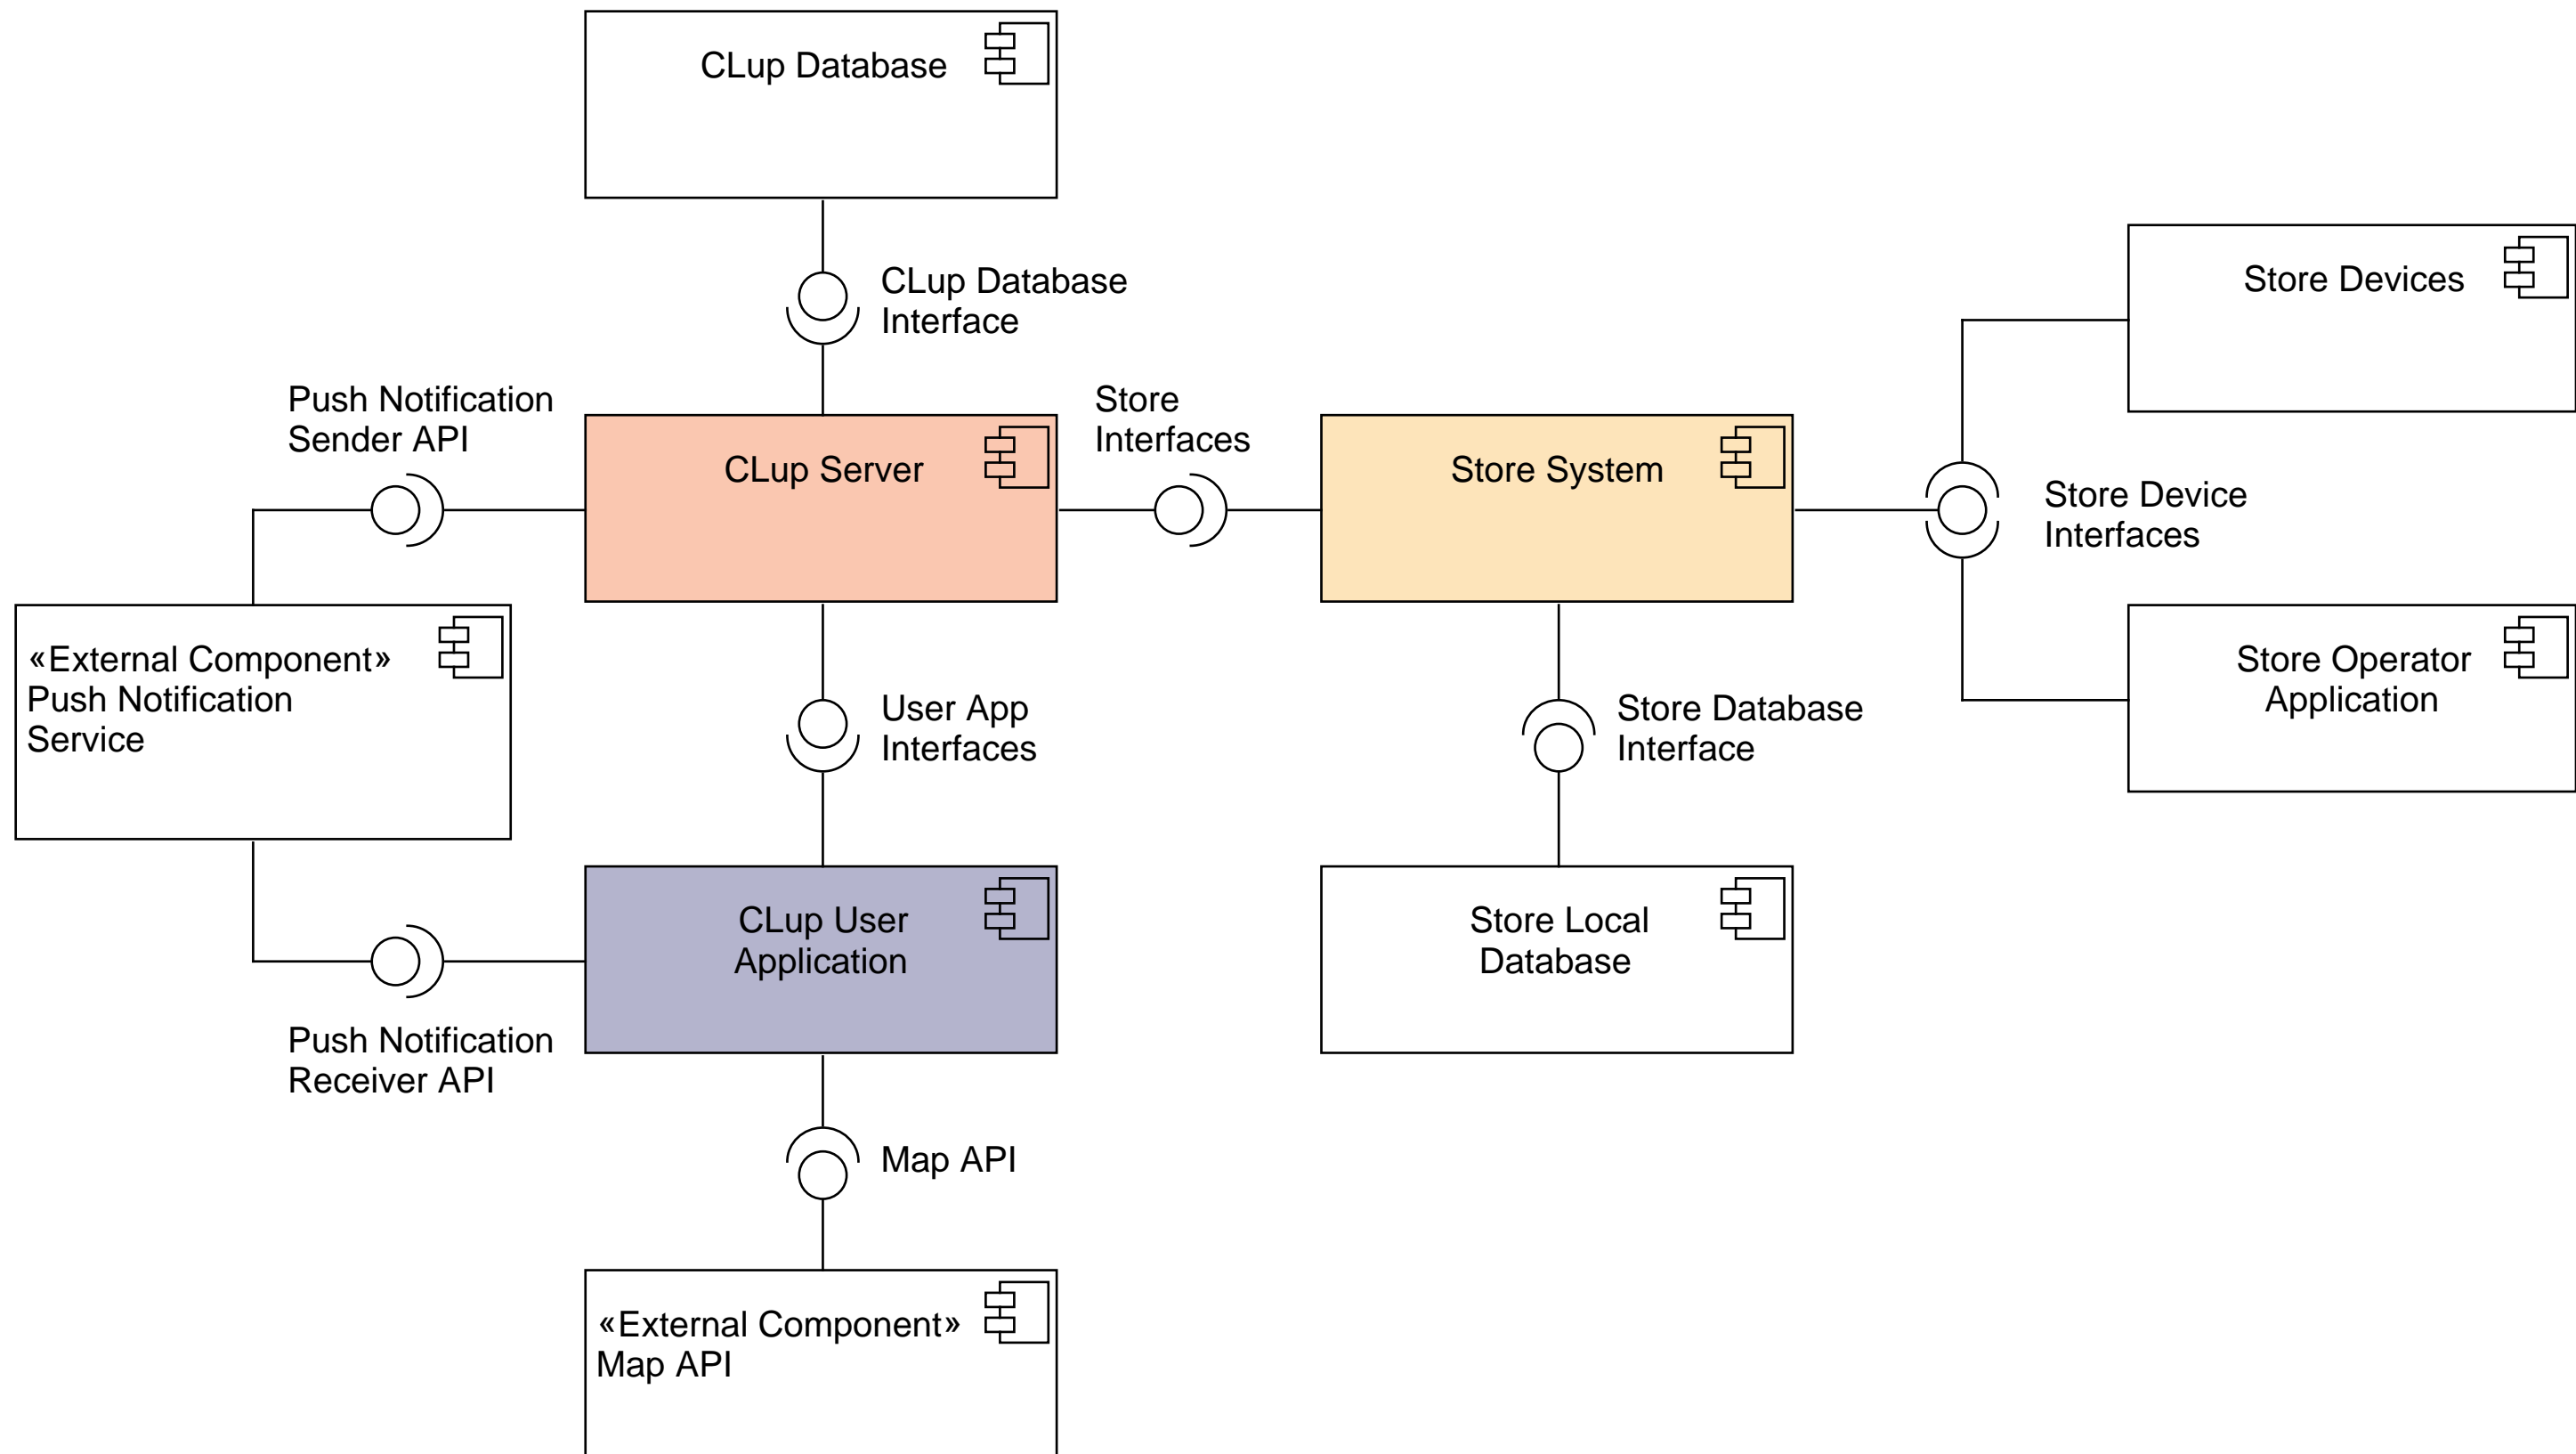 CLup Database
CLup Database
Interface
Store Devices
Push Notification
Sender API
CLup Server
Store
Interfaces
Store System
Store Device
Interfaces
«External Component»
Push Notification
Service
User App
Interfaces
Store Database
Interface
Store Operator
Application
CLup User
Application
Store Local
Database
Push Notification
Receiver API
Map API
«External Component»
Map API